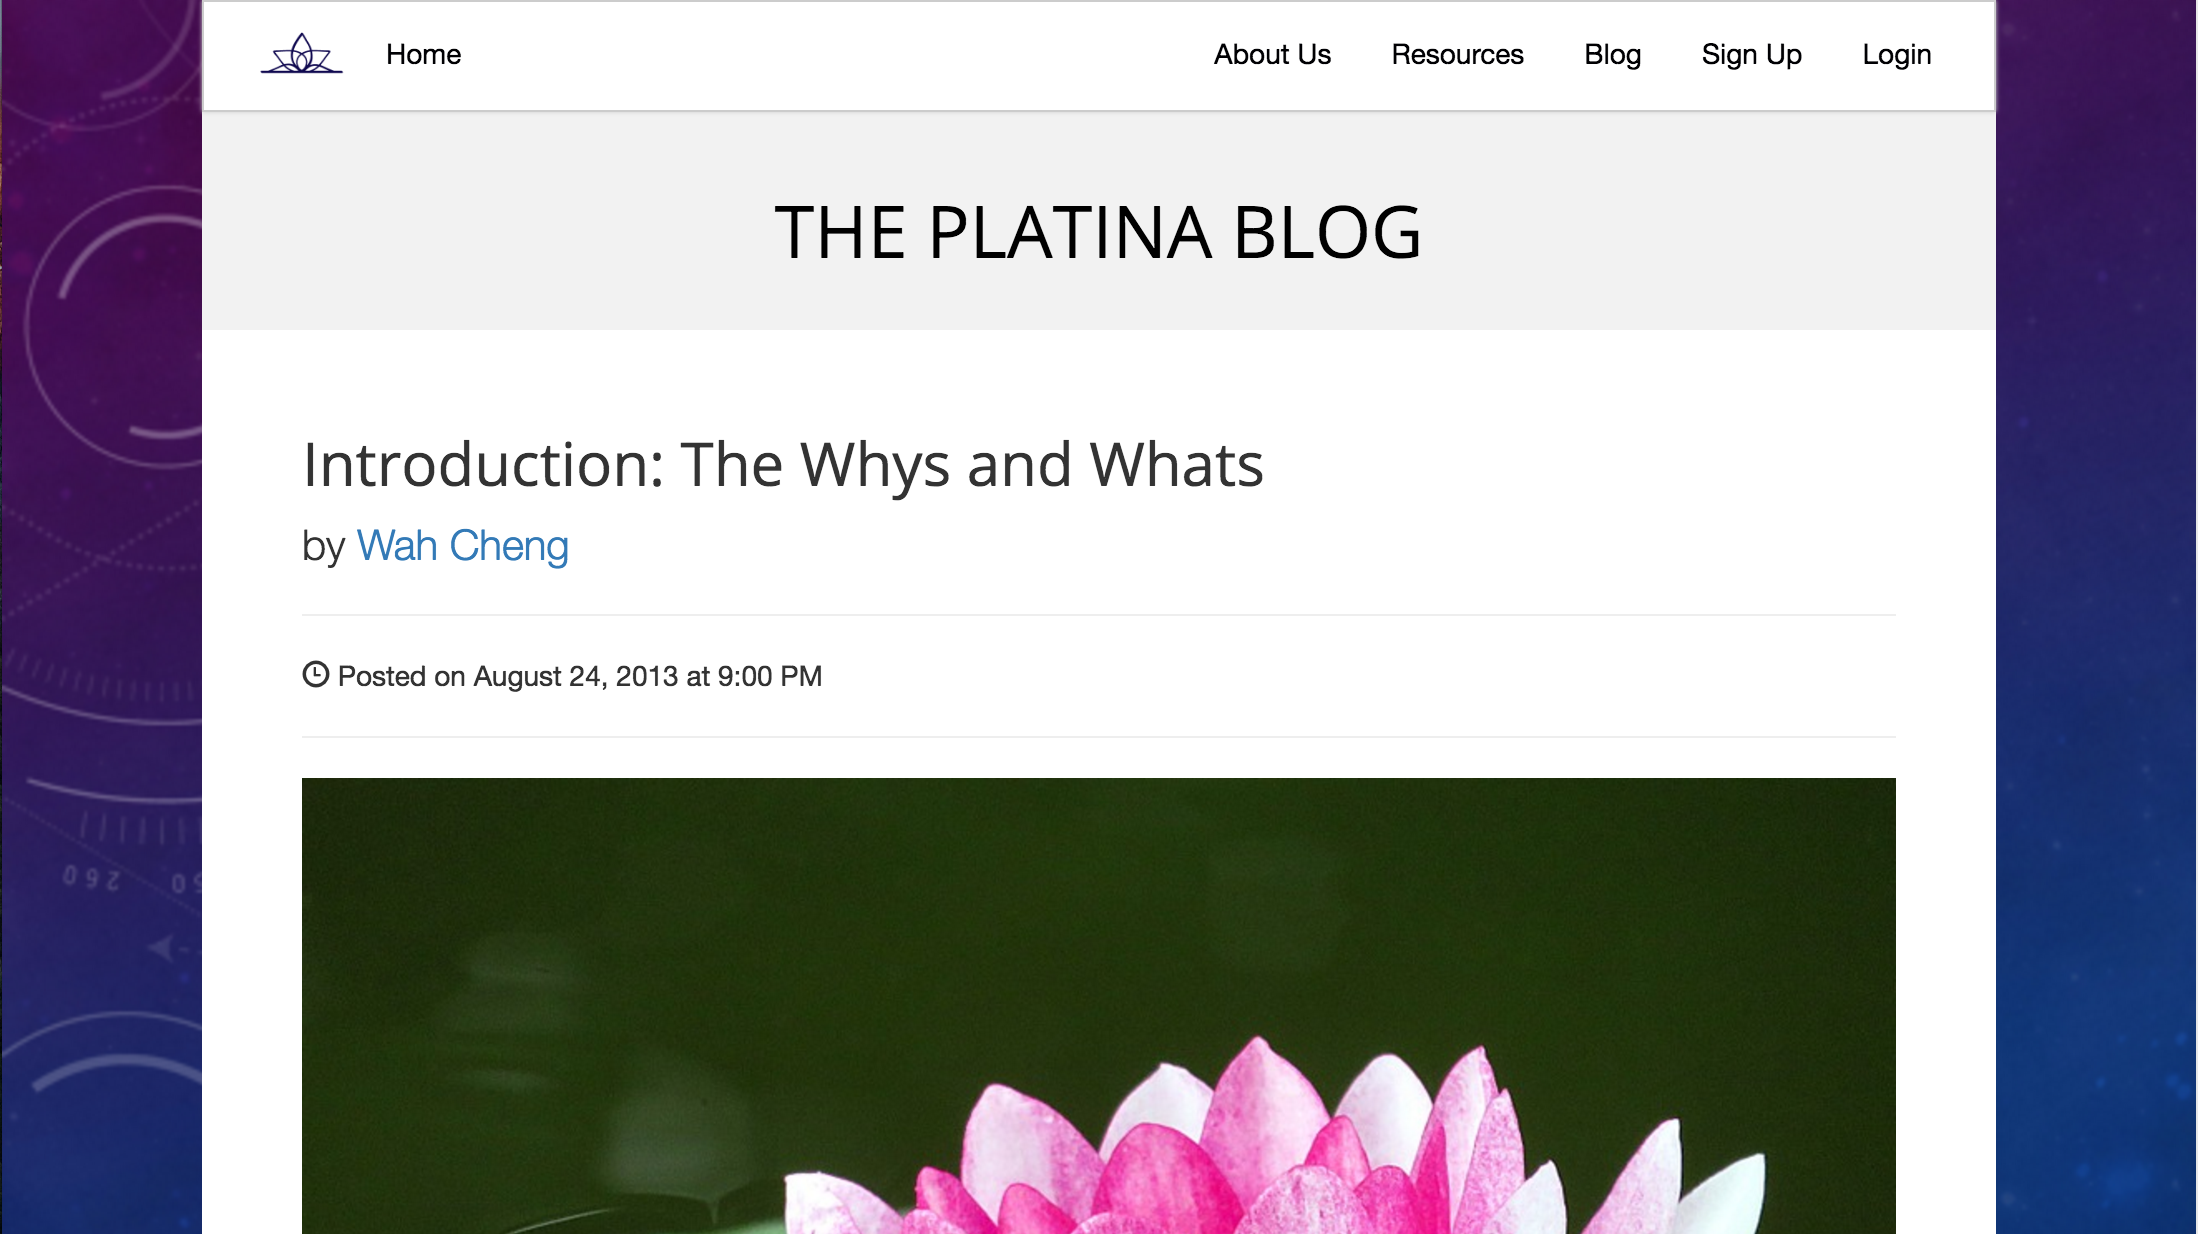 Home
About Us
Resources
Blog
Sign Up
Login
THE PLATINA BLOG
Introduction: The Whys and Whats
by Wah Cheng
Posted on August 24, 2013 at 9:00 PM
260